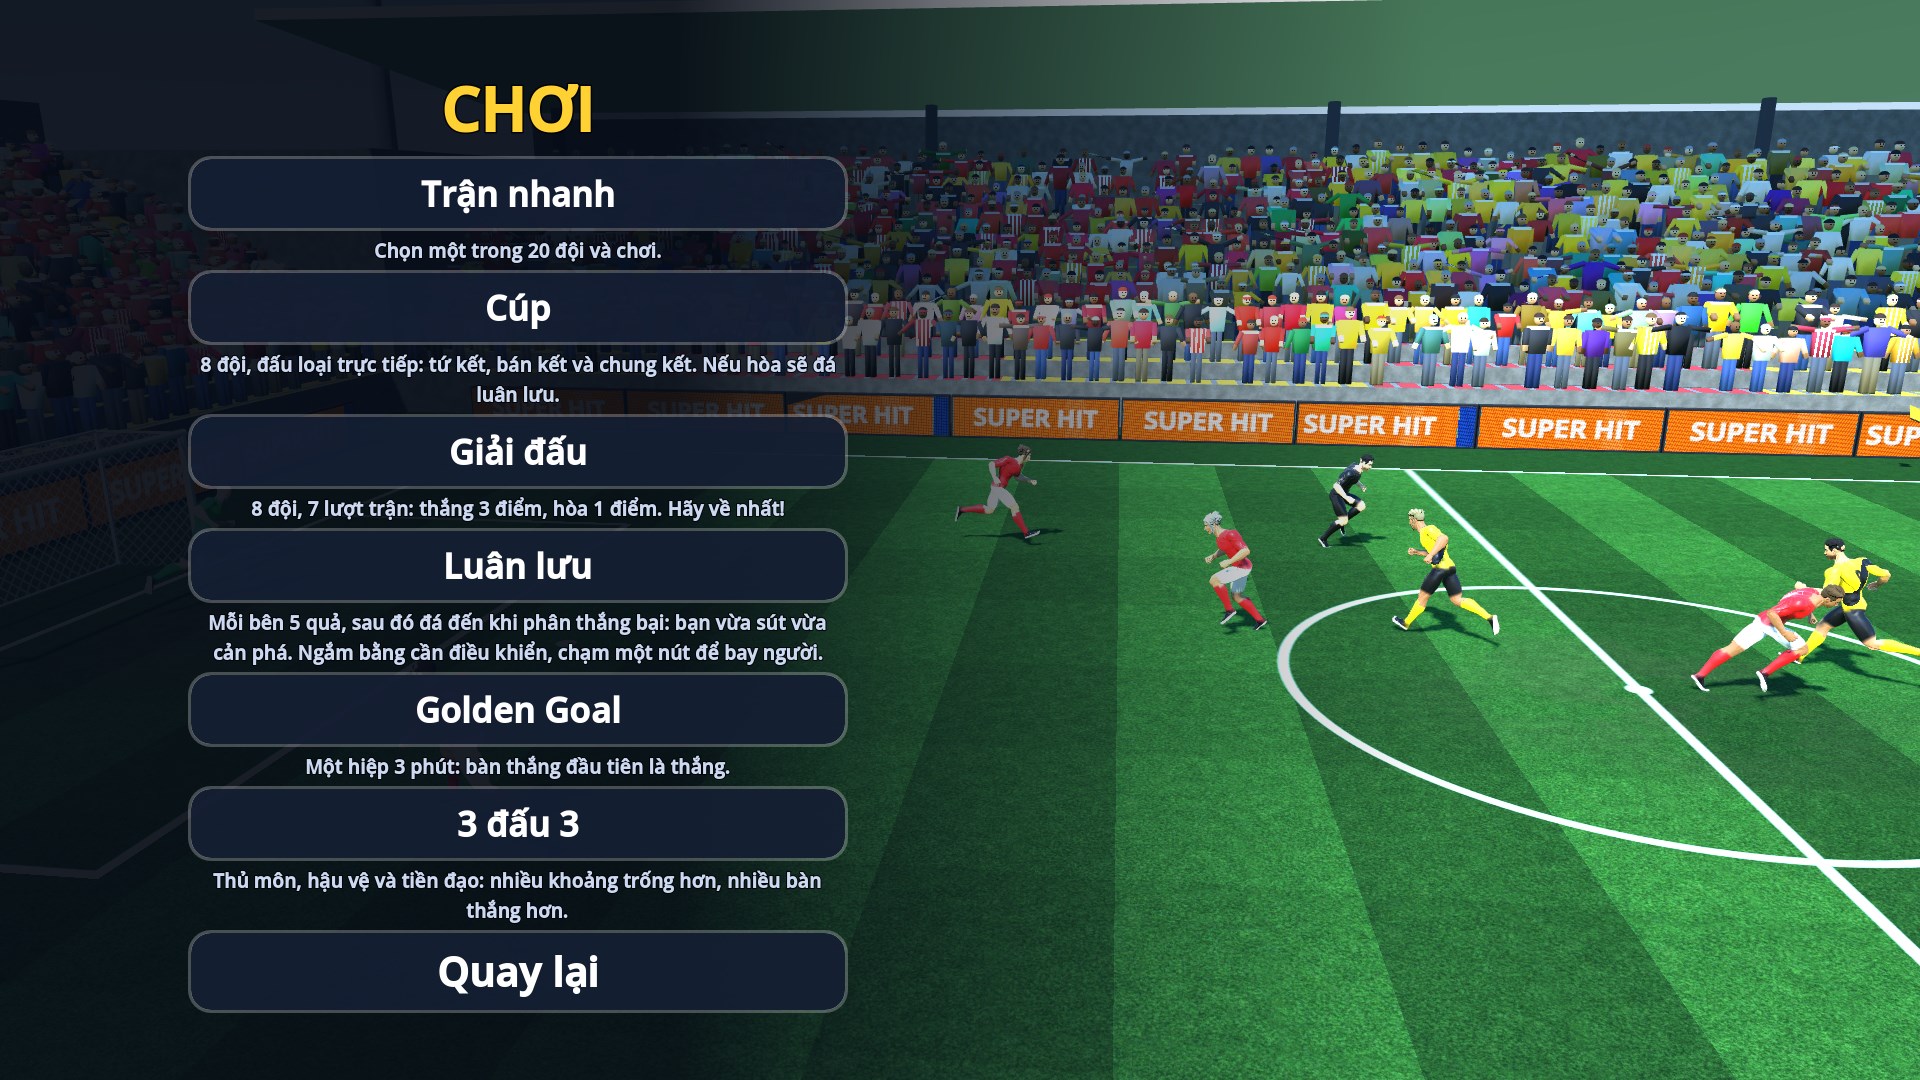 CHƠI
Trận nhanh
Chọn một trong 20 đội và chơi.
Cúp
8 đội, đấu loại trực tiếp: tứ kết, bán kết và chung kết. Nếu hòa sẽ đá
luân lưu.
Giải đấu
8 đội, 7 lượt trận: thắng 3 điểm, hòa 1 điểm. Hãy về nhất!
Luân lưu
Mỗi bên 5 quả, sau đó đá đến khi phân thắng bại: bạn vừa sút vừa
cản phá. Ngắm bằng cần điều khiển, chạm một nút để bay người.
Golden Goal
Một hiệp 3 phút: bàn thắng đầu tiên là thắng.
3 đấu 3
Thủ môn, hậu vệ và tiền đạo: nhiều khoảng trống hơn, nhiều bàn
thắng hơn.
Quay lại
SUPER HIT SUPER HIT SUPER HIT SUPER HIT SUPER HIT SUPER HIT SUPER HIT SUPER HIT SUP
SUPER
HIT